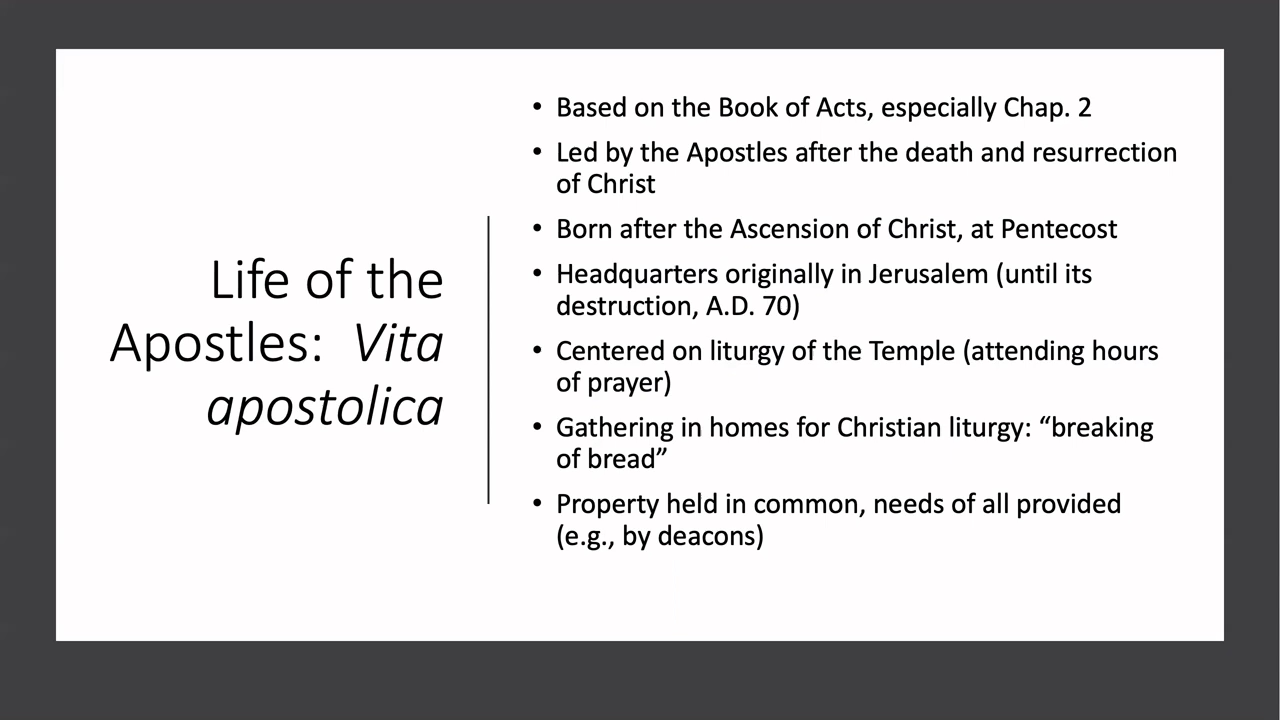 Life of the
Apostles: Vita
apostolica
• Based on the Book of Acts, especially Chap. 2
• Led by the Apostles after the death and resurrection
of Christ
• Born after the Ascension of Christ, at Pentecost
• Headquarters originally in Jerusalem (until its
destruction, A.D. 70)
• Centered on liturgy of the Temple (attending hours
of prayer)
• Gathering in homes for Christian liturgy: “breaking
of bread”
• Property held in common, needs of all provided
(e.g., by deacons)